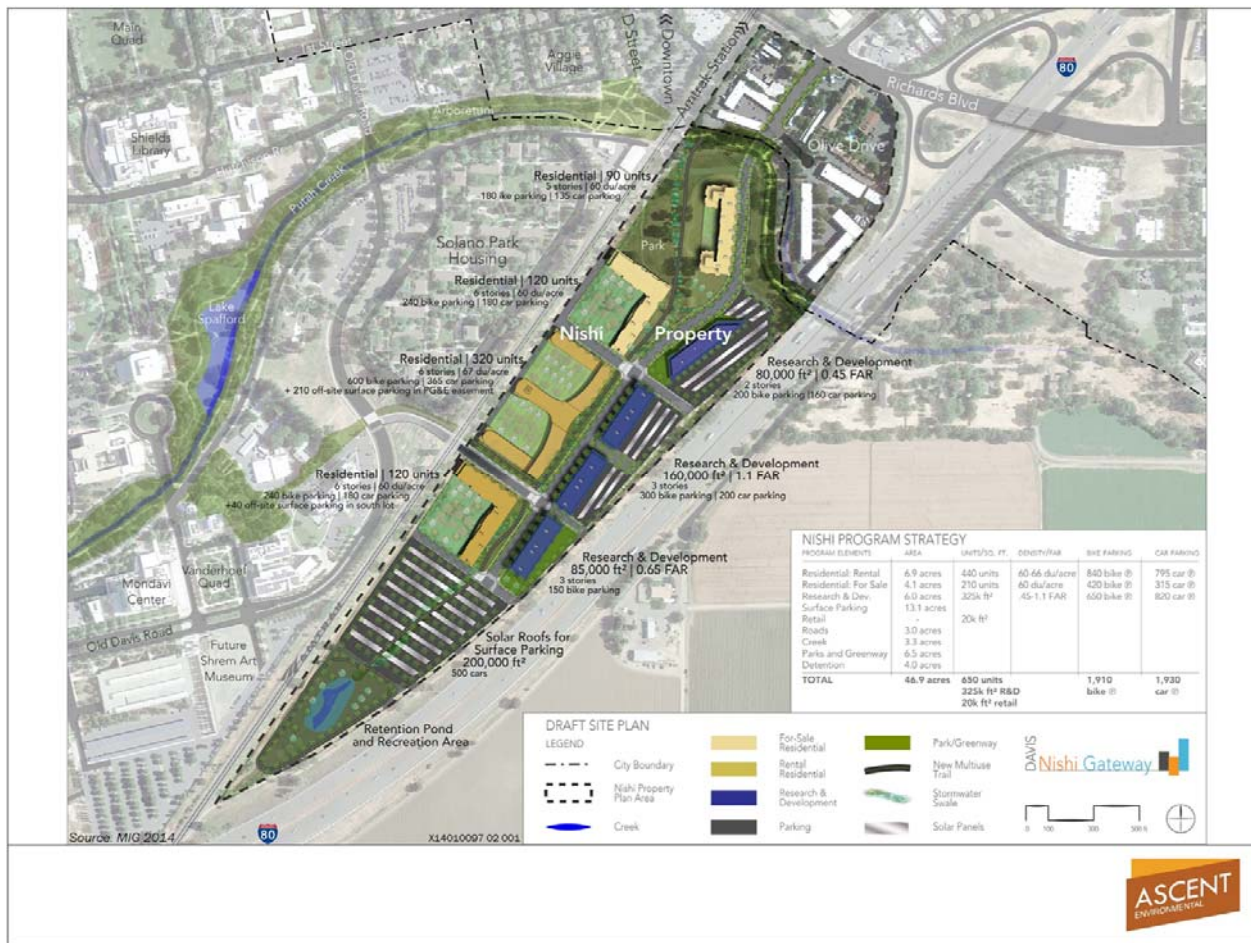 Main
Quad
1st Street
Aggie
Village
D Street
Downtown
Amtrak Station
80
Richards Blvd
Arboretum
Shields
Library
Olive Drive
Putah Creek
Residential | 90 units
5 stories | 60 du/acre
180 ike parking | 135 car parking
Park
Solano Park
Housing
Residential | 120 units
6 stories | 60 du/acre
240 bike parking | 180 car parking
Lake
Spafford
Nishi Property
Residential | 320 units
6 stories | 67 du/acre
600 bike parking | 365 car parking
+ 210 off-site surface parking in PG&E easement
Research & Development
80,000 ft² | 0.45 FAR
2 stories
200 bike parking |160 car parking
Residential | 120 units
6 stories | 60 du/acre
240 bike parking | 180 car parking
+40 off-site surface parking in south lot
Research & Development
160,000 ft² | 1.1 FAR
3 stories
300 bike parking | 200 car parking
Research & Development
85,000 ft² | 0.65 FAR
3 stories
150 bike parking
Mondavi
Center
Vanderhoef
Quad
Old Davis Road
Future
Shrem Art
Museum
Solar Roofs for
Surface Parking
200,000 ft²
500 cars
Retention Pond
and Recreation Area
80
NISHI PROGRAM STRATEGY
PROGRAM ELEMENTS AREA UNITS/SQ. FT. DENSITY/FAR BIKE PARKING CAR PARKING
Residential: Rental 6.9 acres 440 units 60-66 du/acre 840 bike ℗ 795 car ℗
Residential: For Sale 4.1 acres 210 units 60 du/acre 420 bike ℗ 315 car ℗
Research & Dev. 6.0 acres 325k ft² .45-1.1 FAR 650 bike ℗ 820 car ℗
Surface Parking 13.1 acres
Retail - 20k ft²
Roads 3.0 acres
Creek 3.3 acres
Parks and Greenway 6.5 acres
Detention 4.0 acres
TOTAL 46.9 acres 650 units 1,910 1,930
325k ft² R&D bike ℗ car ℗
20k ft² retail
DRAFT SITE PLAN
LEGEND
City Boundary
Nishi Property
Plan Area
Creek
For-Sale
Residential
Rental
Residential
Research &
Development
Parking
Park/Greenway
New Multiuse
Trail
Stormwater
Swale
Solar Panels
DAVIS
Nishi Gateway
0 100 300 500 ft
Source: MIG 2014
X14010097 02 001
ASCENT
ENVIRONMENTAL